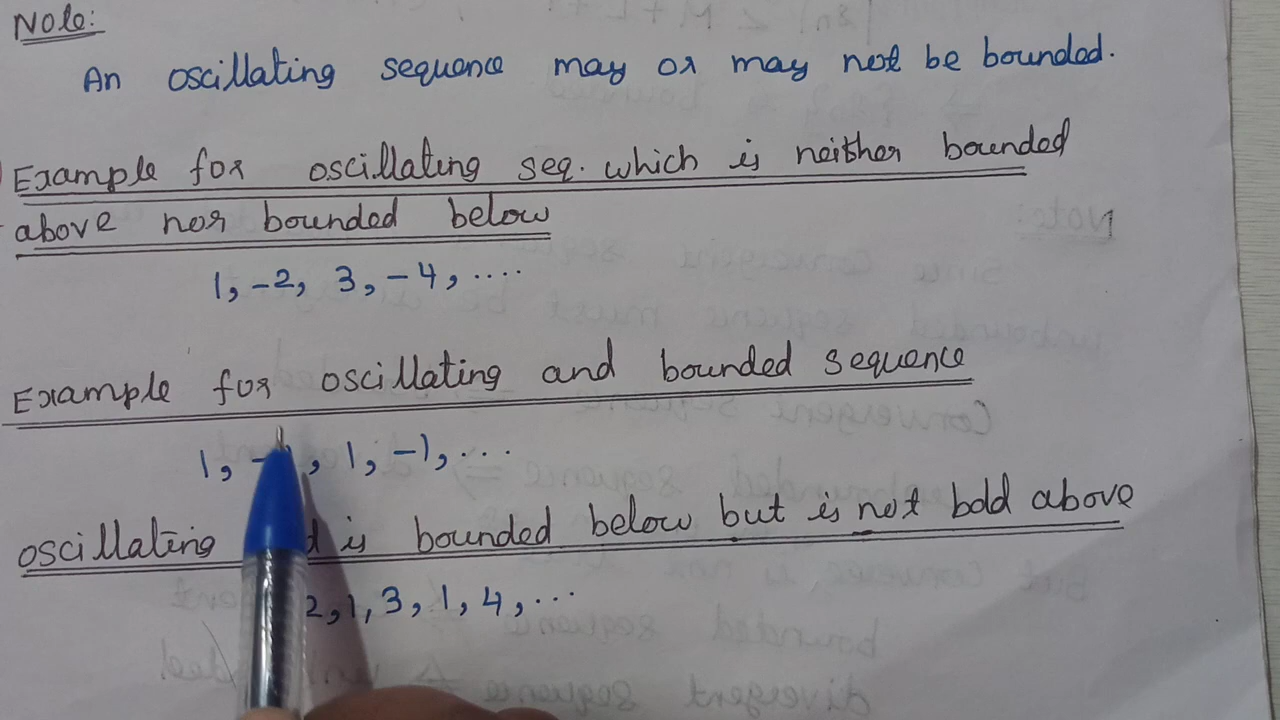 Note:
An oscillating sequence may or may not be bounded.
Example for oscillating seq. which is neither bounded
above nor bounded below
1, -2, 3, -4, ....
Example for oscillating and bounded sequence
1, - , 1, -1, ...
oscillating is bounded below but is not bdd above
2, 1, 3, 1, 4, ...